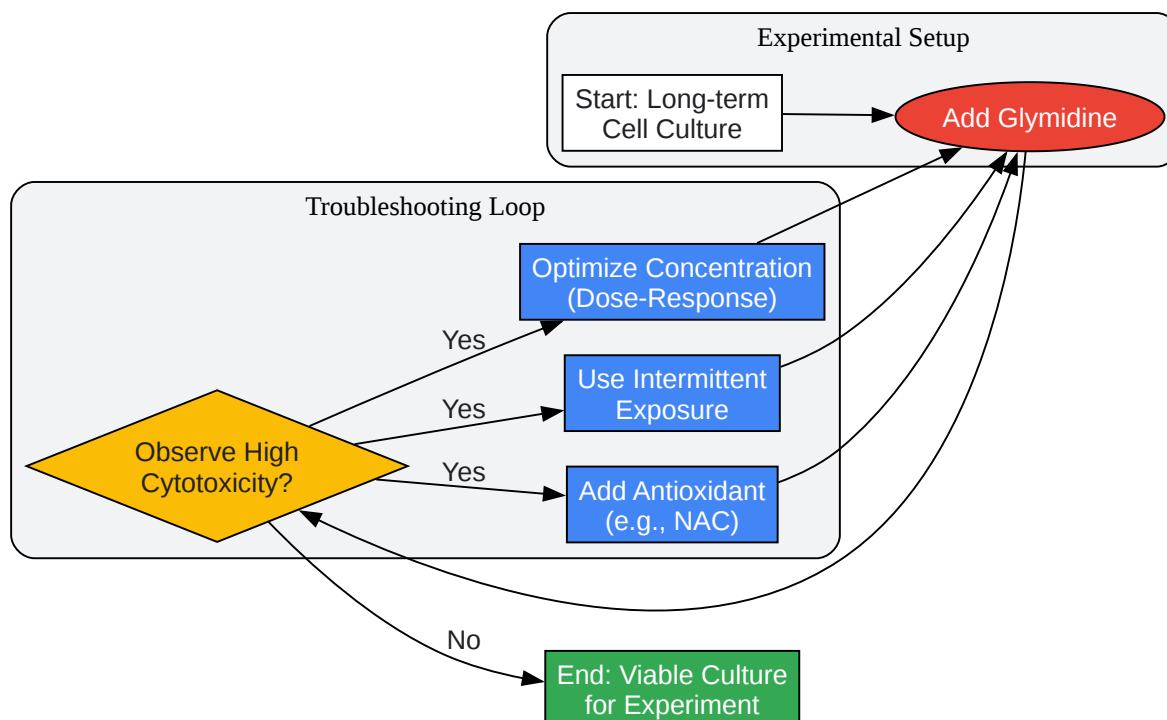 Experimental Setup
Start: Long-term
Cell Culture
Add Glymidine
Troubleshooting Loop
Optimize Concentration
(Dose-Response)
Yes
Use Intermittent
Exposure
Yes
Observe High
Cytotoxicity?
Yes
Add Antioxidant
(e.g., NAC)
No
End: Viable Culture
for Experiment